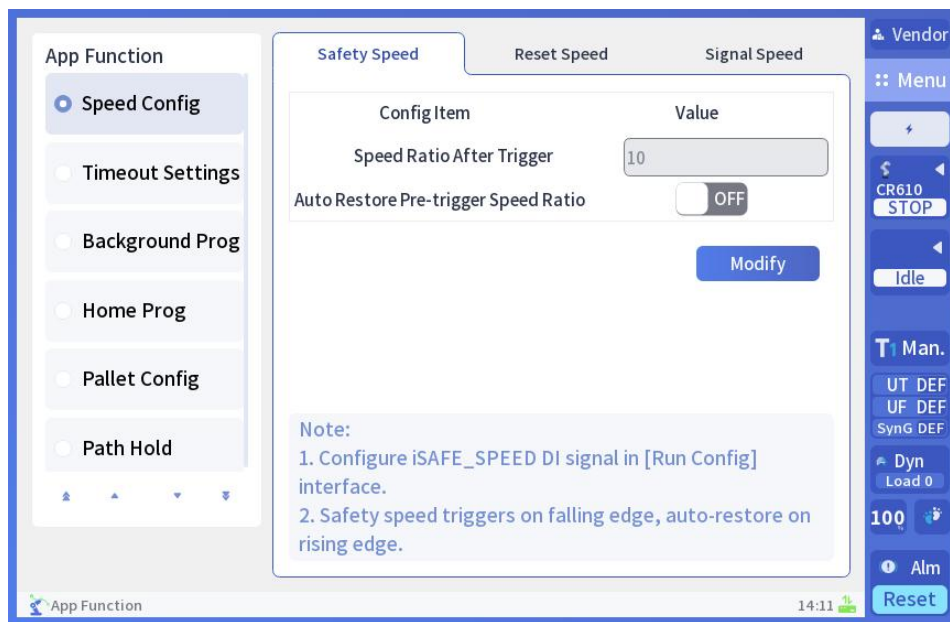 App Function
Speed Config
Timeout Settings
Background Prog
Home Prog
Pallet Config
Path Hold
Safety Speed
Reset Speed
Signal Speed
Config Item
Value
Speed Ratio After Trigger
10
Auto Restore Pre-trigger Speed Ratio
OFF
Modify
Note:
1. Configure iSAFE_SPEED DI signal in [Run Config]
interface.
2. Safety speed triggers on falling edge, auto-restore on
rising edge.
Vendor
Menu
CR610
STOP
Idle
T1 Man.
UT DEF
UF DEF
SynG DEF
Dyn
Load 0
100 %
Alm
Reset
App Function
14:11